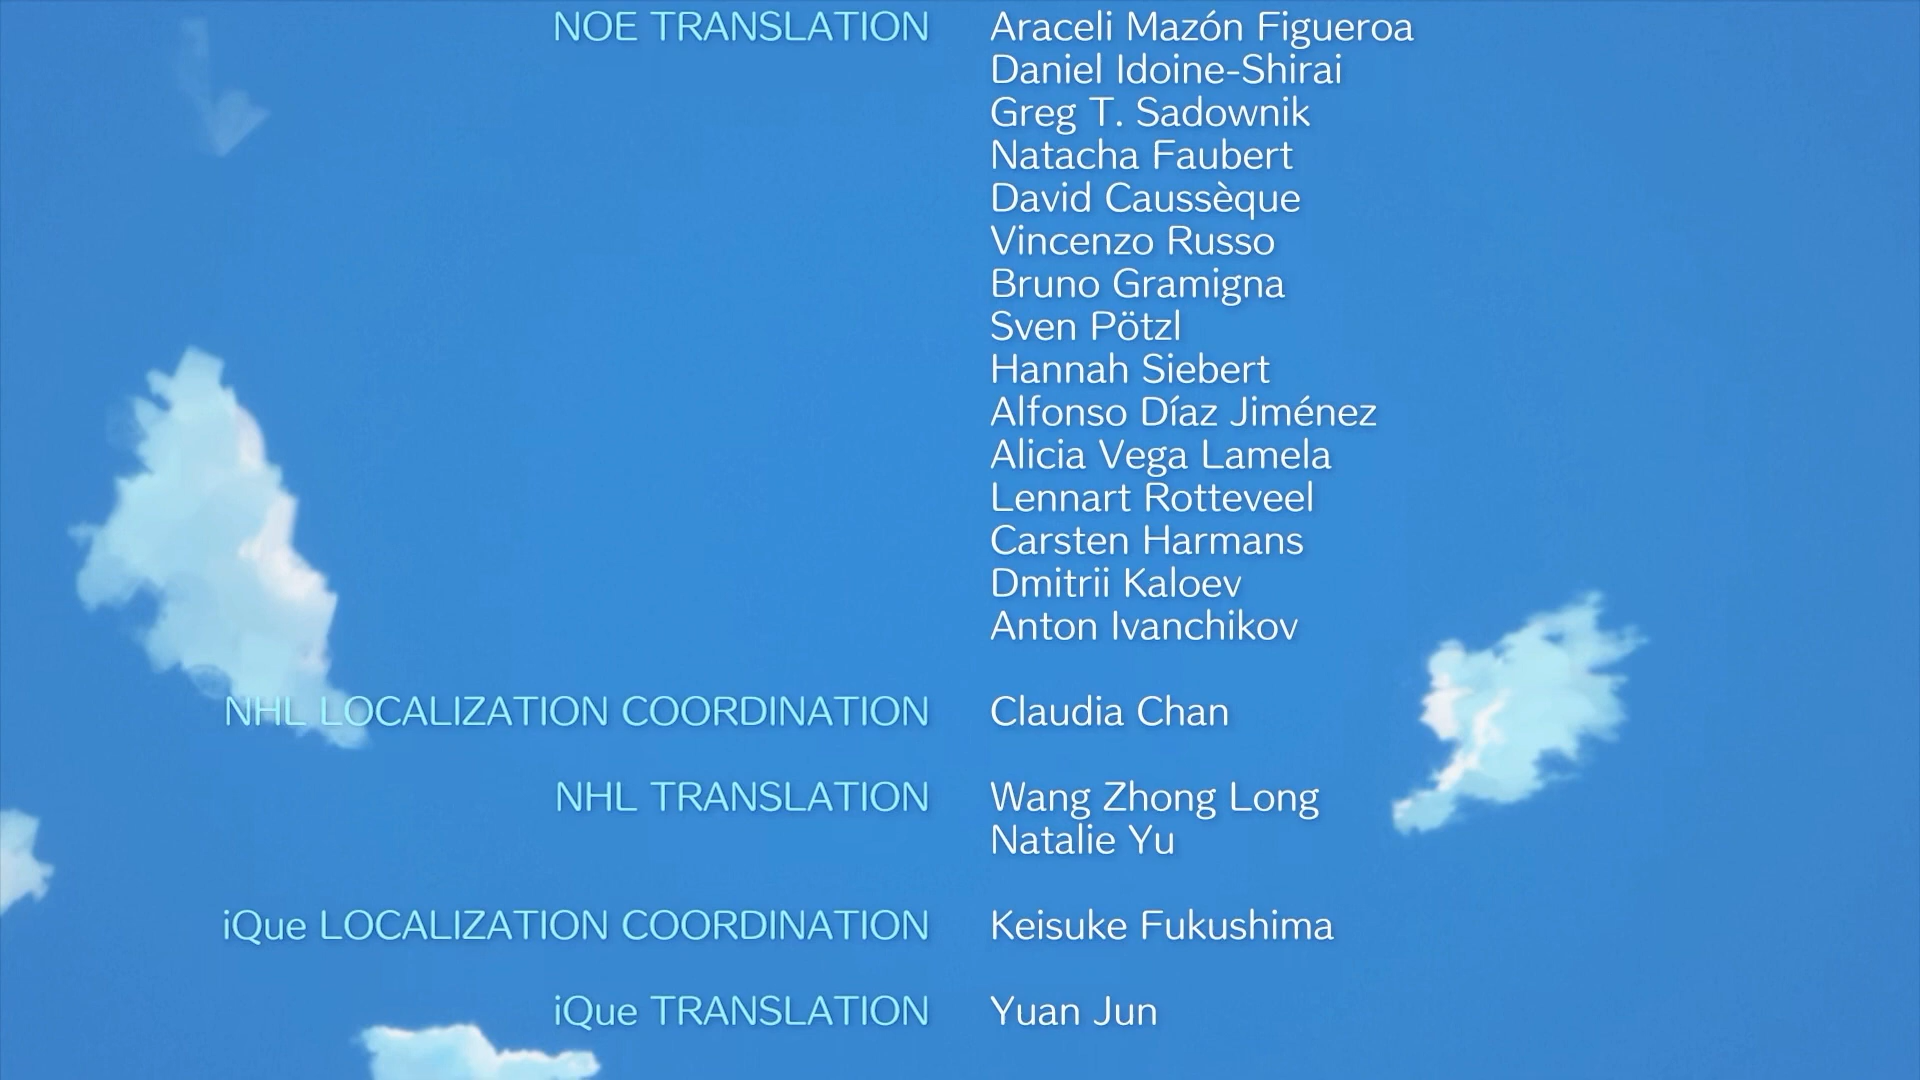 NOE TRANSLATION Araceli Mazón Figueroa
Daniel Idoine-Shirai
Greg T. Sadownik
Natacha Faubert
David Caussèque
Vincenzo Russo
Bruno Gramigna
Sven Pötzl
Hannah Siebert
Alfonso Díaz Jiménez
Alicia Vega Lamela
Lennart Rotteveel
Carsten Harmans
Dmitrii Kaloev
Anton Ivanchikov
NHL LOCALIZATION COORDINATION Claudia Chan
NHL TRANSLATION Wang Zhong Long
Natalie Yu
iQue LOCALIZATION COORDINATION Keisuke Fukushima
iQue TRANSLATION Yuan Jun